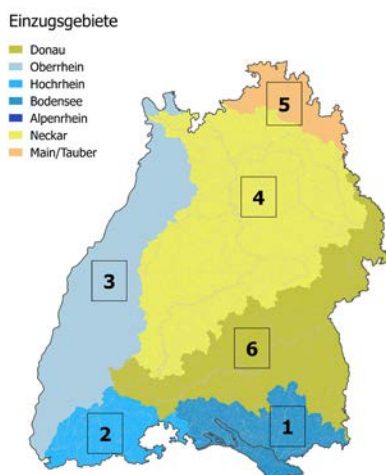 Einzugsgebiete
Donau
Oberrhein
Hochrhein
Bodensee
Alpenrhein
Neckar
Main/Tauber
5
4
3
6
2
1